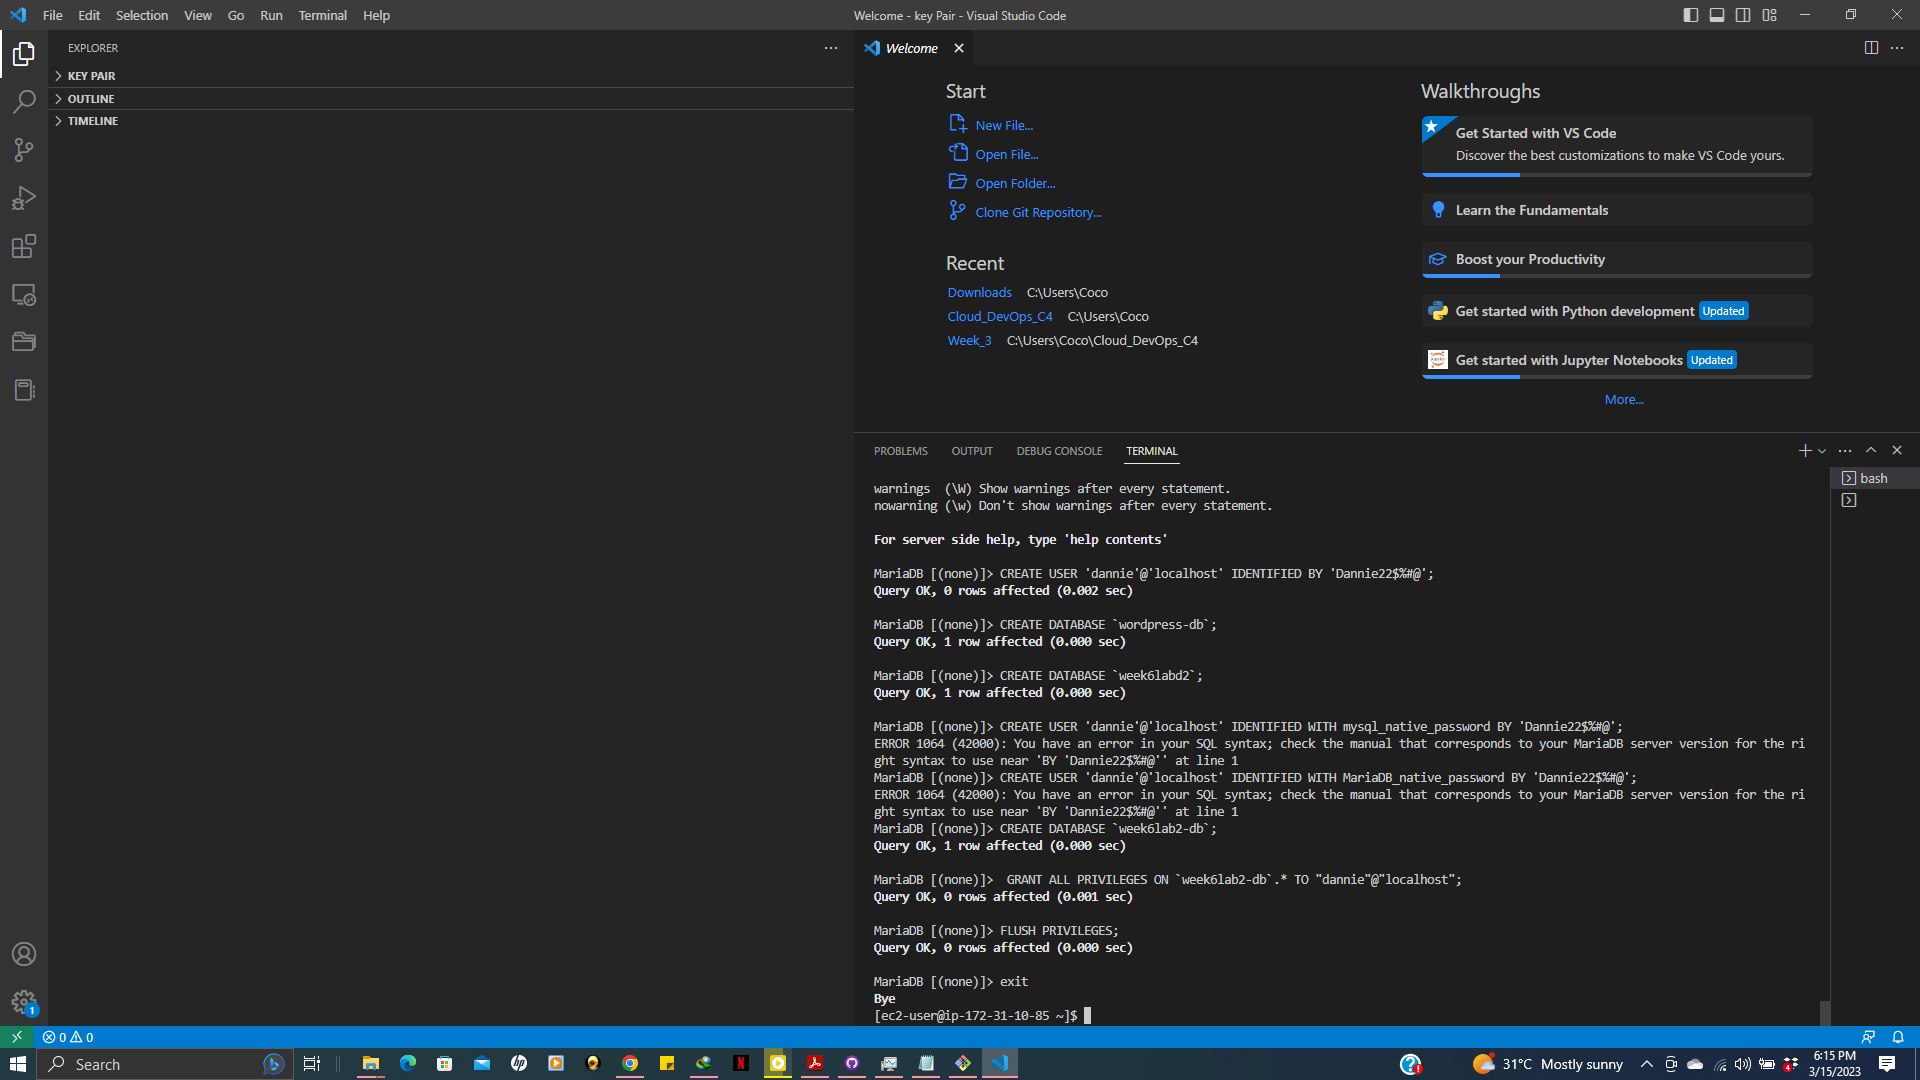 File Edit Selection View Go Run Terminal Help
Welcome - key Pair - Visual Studio Code
EXPLORER
KEY PAIR
OUTLINE
TIMELINE
Welcome
Start
New File...
Open File...
Open Folder...
Clone Git Repository...
Recent
Downloads C:\Users\Coco
Cloud_DevOps_C4 C:\Users\Coco
Week_3 C:\Users\Coco\Cloud_DevOps_C4
Walkthroughs
Get Started with VS Code
Discover the best customizations to make VS Code yours.
Learn the Fundamentals
Boost your Productivity
Get started with Python development Updated
Get started with Jupyter Notebooks Updated
More...
PROBLEMS OUTPUT DEBUG CONSOLE TERMINAL
bash
warnings  (\W) Show warnings after every statement.
nowarning (\w) Don't show warnings after every statement.
For server side help, type 'help contents'
MariaDB [(none)]> CREATE USER 'dannie'@'localhost' IDENTIFIED BY 'Dannie22$%#@';
Query OK, 0 rows affected (0.002 sec)
MariaDB [(none)]> CREATE DATABASE `wordpress-db`;
Query OK, 1 row affected (0.000 sec)
MariaDB [(none)]> CREATE DATABASE `week6labd2`;
Query OK, 1 row affected (0.000 sec)
MariaDB [(none)]> CREATE USER 'dannie'@'localhost' IDENTIFIED WITH mysql_native_password BY 'Dannie22$%#@';
ERROR 1064 (42000): You have an error in your SQL syntax; check the manual that corresponds to your MariaDB server version for the ri
ght syntax to use near 'BY 'Dannie22$%#@'' at line 1
MariaDB [(none)]> CREATE USER 'dannie'@'localhost' IDENTIFIED WITH MariaDB_native_password BY 'Dannie22$%#@';
ERROR 1064 (42000): You have an error in your SQL syntax; check the manual that corresponds to your MariaDB server version for the ri
ght syntax to use near 'BY 'Dannie22$%#@'' at line 1
MariaDB [(none)]> CREATE DATABASE `week6lab2-db`;
Query OK, 1 row affected (0.000 sec)
MariaDB [(none)]>  GRANT ALL PRIVILEGES ON `week6lab2-db`.* TO "dannie"@"localhost";
Query OK, 0 rows affected (0.001 sec)
MariaDB [(none)]> FLUSH PRIVILEGES;
Query OK, 0 rows affected (0.000 sec)
MariaDB [(none)]> exit
Bye
[ec2-user@ip-172-31-10-85 ~]$
1
0 0
Search
31°C Mostly sunny
6:15 PM
3/15/2023